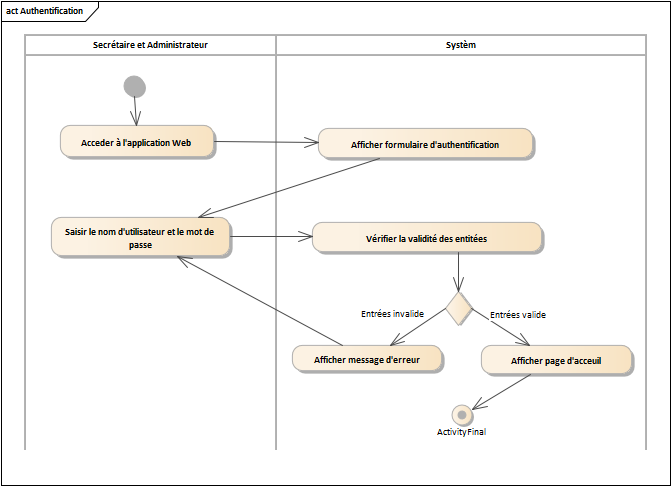 act Authentification
Secrétaire et Administrateur
Systèm
Acceder à l'application Web
Afficher formulaire d'authentification
Saisir le nom d'utilisateur et le mot de
passe
Vérifier la validité des entitées
Entrées invalide
Entrées valide
Afficher message d'erreur
Afficher page d'acceuil
ActivityFinal